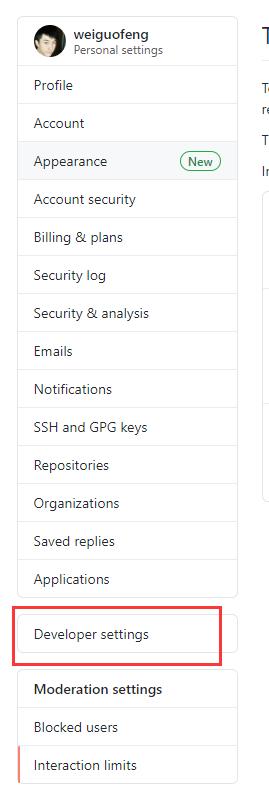 weiguofeng
Personal settings
Profile
Account
Appearance New
Account security
Billing & plans
Security log
Security & analysis
Emails
Notifications
SSH and GPG keys
Repositories
Organizations
Saved replies
Applications
Developer settings
Moderation settings
Blocked users
Interaction limits